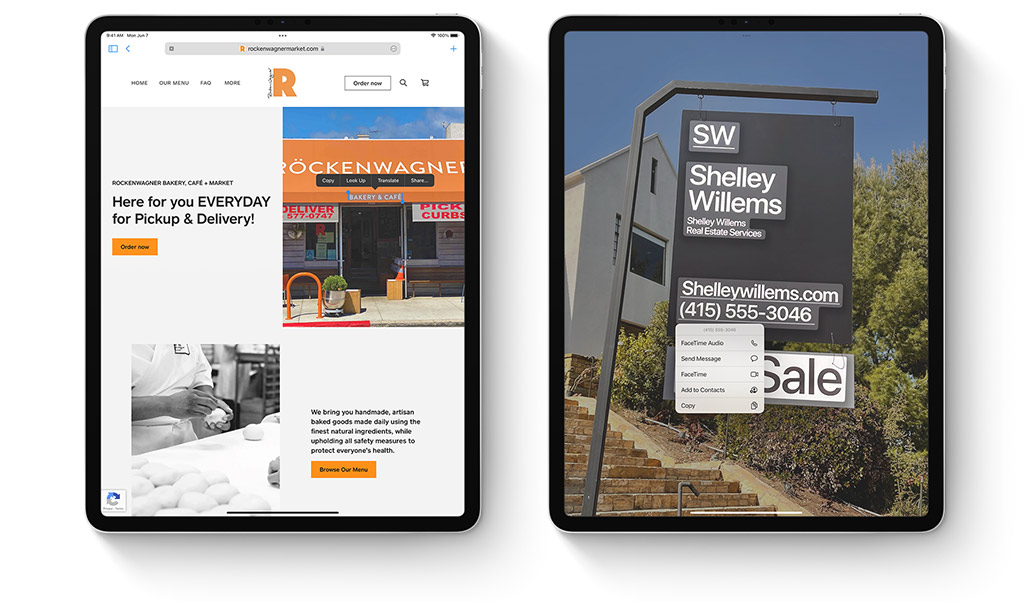 9:41 AM Mon Jun 7
100%
rockenwagnermarket.com
HOME OUR MENU FAQ MORE
R
Order now
ROCKENWAGNER BAKERY, CAFÉ + MARKET
Here for you EVERYDAY
for Pickup & Delivery!
Order now
RÖCKENWAGNER
Copy Look Up Translate Share...
BAKERY & CAFÉ
DELIVER
577-0747
PICK
CURBS
We bring you handmade, artisan
baked goods made daily using the
finest natural ingredients, while
upholding all safety measures to
protect everyone's health.
Browse Our Menu
Privacy - Terms
SW
Shelley
Willems
Shelley Willems
Real Estate Services
Shelleywillems.com
(415) 555-3046
(415) 555-3046
FaceTime Audio
Send Message
FaceTime
Add to Contacts
Copy
Sale